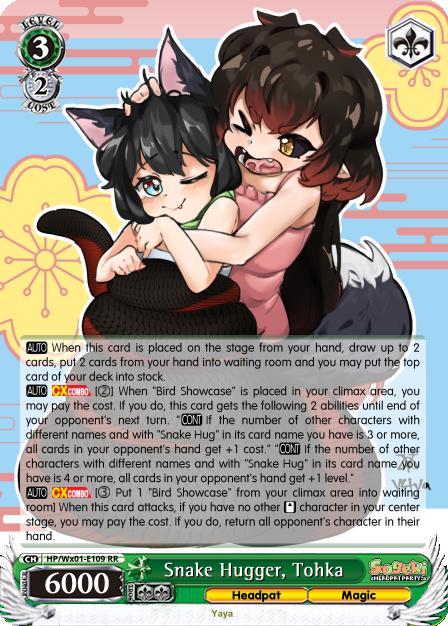 LEVEL
3
2
COST
AUTO When this card is placed on the stage from your hand, draw up to 2
cards, put 2 cards from your hand into waiting room and you may put the
top card of your deck into stock.
AUTO CXCOMBO [②] When "Bird Showcase" is placed in your climax area, you
may pay the cost. If you do, this card gets the following 2 abilities until end
of your opponent's next turn. "CONT If the number of other characters with
different names and with "Snake Hug" in its card name you have is 3 or more,
all cards in your opponent's hand get +1 cost." "CONT If the number of other
characters with different names and with "Snake Hug" in its card name you
have is 4 or more, all cards in your opponent's hand get +1 level."
AUTO CXCOMBO [③ Put 1 "Bird Showcase" from your climax area into waiting
room] When this card attacks, if you have no other character in your center
stage, you may pay the cost. If you do, return all opponent's character in their
hand.
CH HP/Wx01-E109 RR
POWER 6000 SOUL
Snake Hugger, Tohka
Headpat Magic
HEADPAT PARTY
Yaya